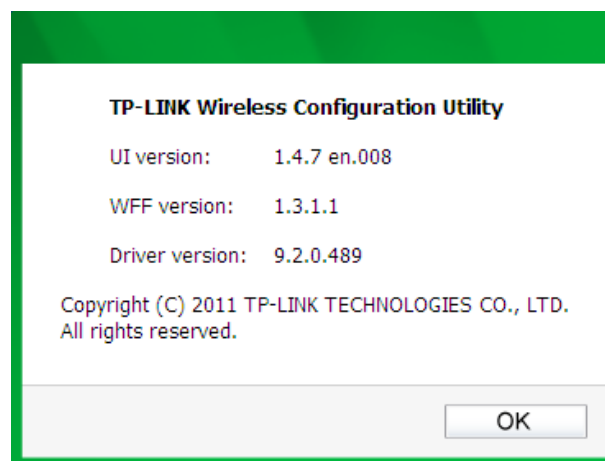 TP-LINK Wireless Configuration Utility
UI version: 1.4.7 en.008
WFF version: 1.3.1.1
Driver version: 9.2.0.489
Copyright (C) 2011 TP-LINK TECHNOLOGIES CO., LTD.
All rights reserved.
OK